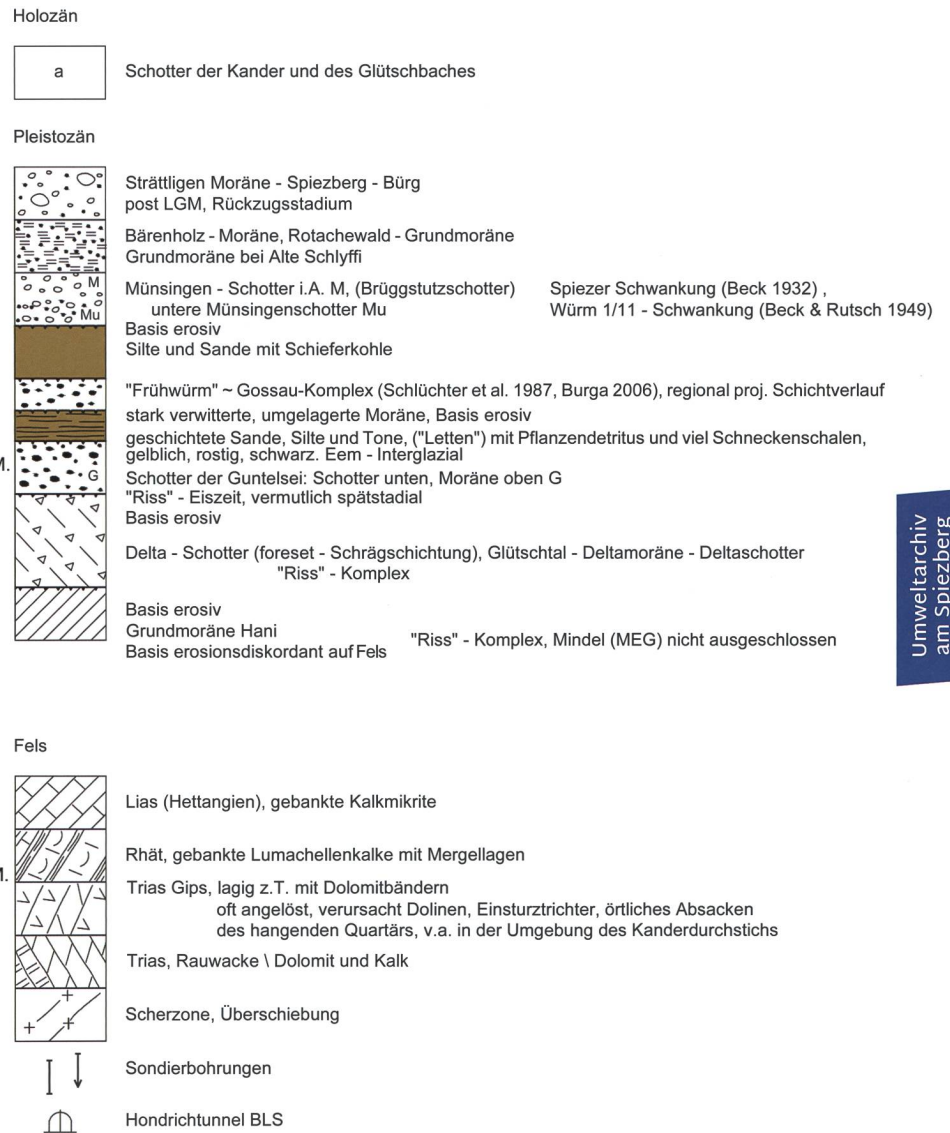 Holozän
a Schotter der Kander und des Glütschbaches
Pleistozän
Strättligen Moräne - Spiezberg - Bürg
post LGM, Rückzugsstadium
Bärenholz - Moräne, Rotachewald - Grundmoräne
Grundmoräne bei Alte Schlyffi
M Münsingen - Schotter i.A. M, (Brüggstutzschotter) Spiezer Schwankung (Beck 1932) ,
Mu untere Münsingenschotter Mu Würm 1/11 - Schwankung (Beck & Rutsch 1949)
Basis erosiv
Silte und Sande mit Schieferkohle
"Frühwürm" ~ Gossau-Komplex (Schlüchter et al. 1987, Burga 2006), regional proj. Schichtverlauf
stark verwitterte, umgelagerte Moräne, Basis erosiv
geschichtete Sande, Silte und Tone, ("Letten") mit Pflanzendetritus und viel Schneckenschalen,
gelblich, rostig, schwarz. Eem - Interglazial
M.
G Schotter der Guntelsei: Schotter unten, Moräne oben G
"Riss" - Eiszeit, vermutlich spätstadial
Basis erosiv
Delta - Schotter (foreset - Schrägschichtung), Glütschtal - Deltamoräne - Deltaschotter
"Riss" - Komplex
Basis erosiv
Grundmoräne Hani "Riss" - Komplex, Mindel (MEG) nicht ausgeschlossen
Basis erosionsdiskordant auf Fels
Umweltarchiv
am Spiezberg
Fels
Lias (Hettangien), gebankte Kalkmikrite
Rhät, gebankte Lumachellenkalke mit Mergellagen
M.
Trias Gips, lagig z.T. mit Dolomitbändern
oft angelöst, verursacht Dolinen, Einsturztrichter, örtliches Absacken
des hangenden Quartärs, v.a. in der Umgebung des Kanderdurchstichs
Trias, Rauwacke \ Dolomit und Kalk
Scherzone, Überschiebung
Sondierbohrungen
Hondrichtunnel BLS